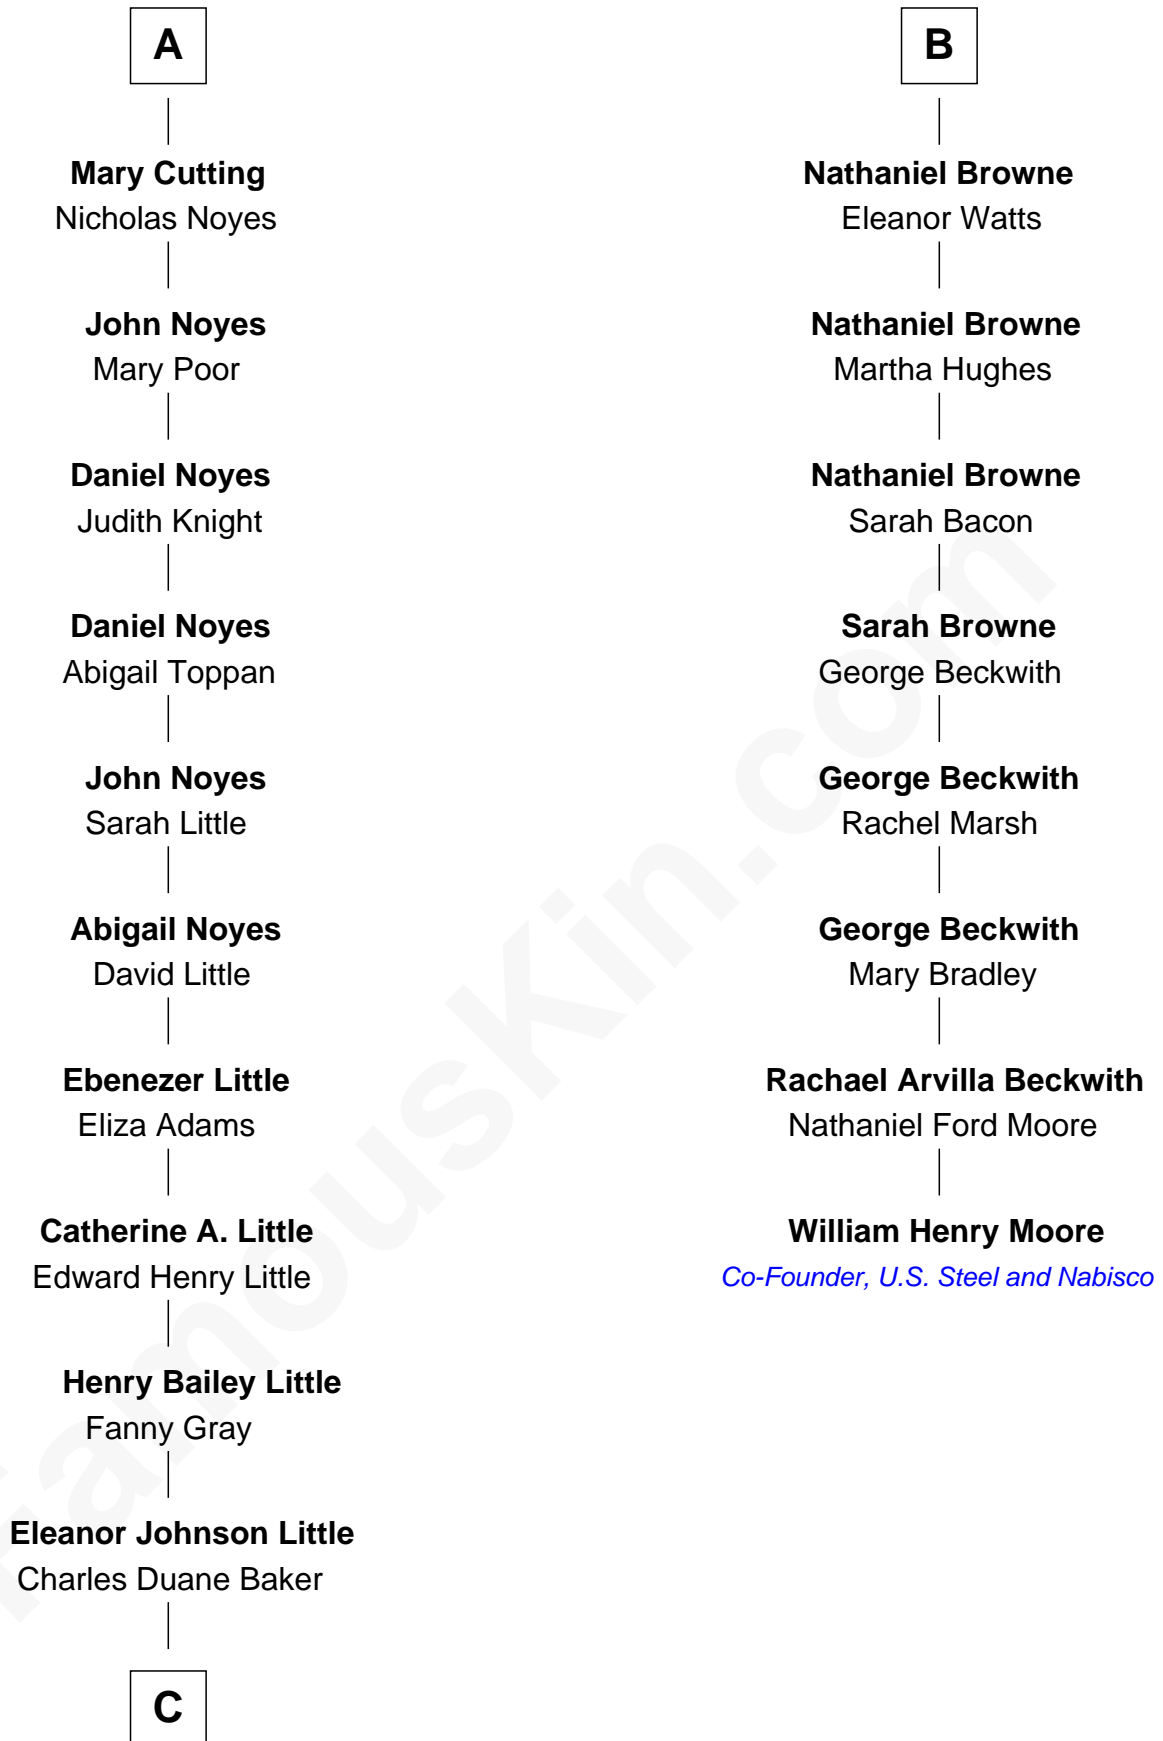 A
Mary Cutting
Nicholas Noyes
John Noyes
Mary Poor
Daniel Noyes
Judith Knight
Daniel Noyes
Abigail Toppan
John Noyes
Sarah Little
Abigail Noyes
David Little
Ebenezer Little
Eliza Adams
Catherine A. Little
Edward Henry Little
Henry Bailey Little
Fanny Gray
Eleanor Johnson Little
Charles Duane Baker
C
B
Nathaniel Browne
Eleanor Watts
Nathaniel Browne
Martha Hughes
Nathaniel Browne
Sarah Bacon
Sarah Browne
George Beckwith
George Beckwith
Rachel Marsh
George Beckwith
Mary Bradley
Rachael Arvilla Beckwith
Nathaniel Ford Moore
William Henry Moore
Co-Founder, U.S. Steel and Nabisco
FamousKin.com